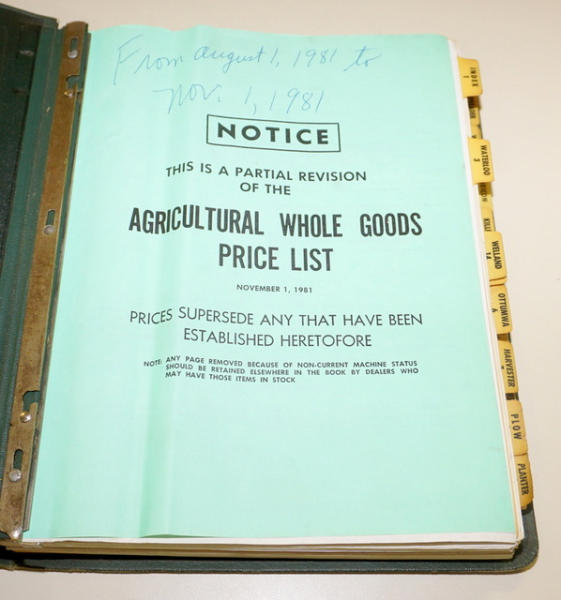 From august 1, 1981 to
nov. 1, 1981
NOTICE
THIS IS A PARTIAL REVISION
OF THE
AGRICULTURAL WHOLE GOODS
PRICE LIST
NOVEMBER 1, 1981
PRICES SUPERSEDE ANY THAT HAVE BEEN
ESTABLISHED HERETOFORE
NOTE: ANY PAGE REMOVED BECAUSE OF NON-CURRENT MACHINE STATUS
SHOULD BE RETAINED ELSEWHERE IN THE BOOK BY DEALERS WHO
MAY HAVE THOSE ITEMS IN STOCK
INDEX
1
WATERLOO
3
WELLAND
OTTUMWA
HARVESTER
PLOW
PLANTER